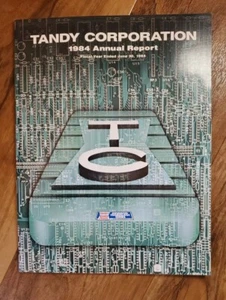 TANDY CORPORATION
1984 Annual Report
Fiscal Year Ended June 30, 1984
TC